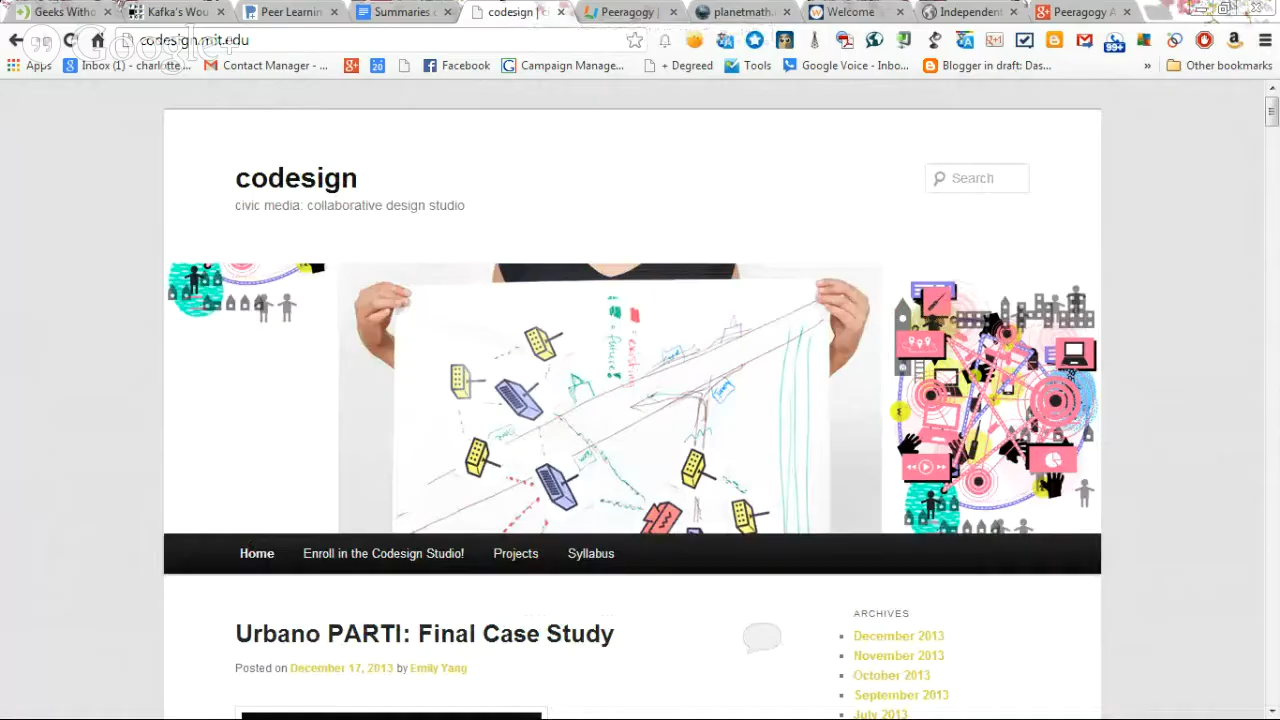 Geeks With
Kafka's Wou
Peer Learnin
Summaries
codesign
Peeragogy
planetmath.
Welcome
Independent
Peeragogy A
codesign.mit.edu
Google+
99+
Apps
Inbox (1) - charlotte...
Contact Manager - ...
Facebook
Campaign Manage...
+ Degreed
Tools
Google Voice - Inbo...
Blogger in draft: Das...
»
Other bookmarks
codesign
Search
civic media: collaborative design studio
Home
Enroll in the Codesign Studio!
Projects
Syllabus
Urbano PARTI: Final Case Study
Posted on December 17, 2013 by Emily Yang
ARCHIVES
December 2013
November 2013
October 2013
September 2013
July 2013